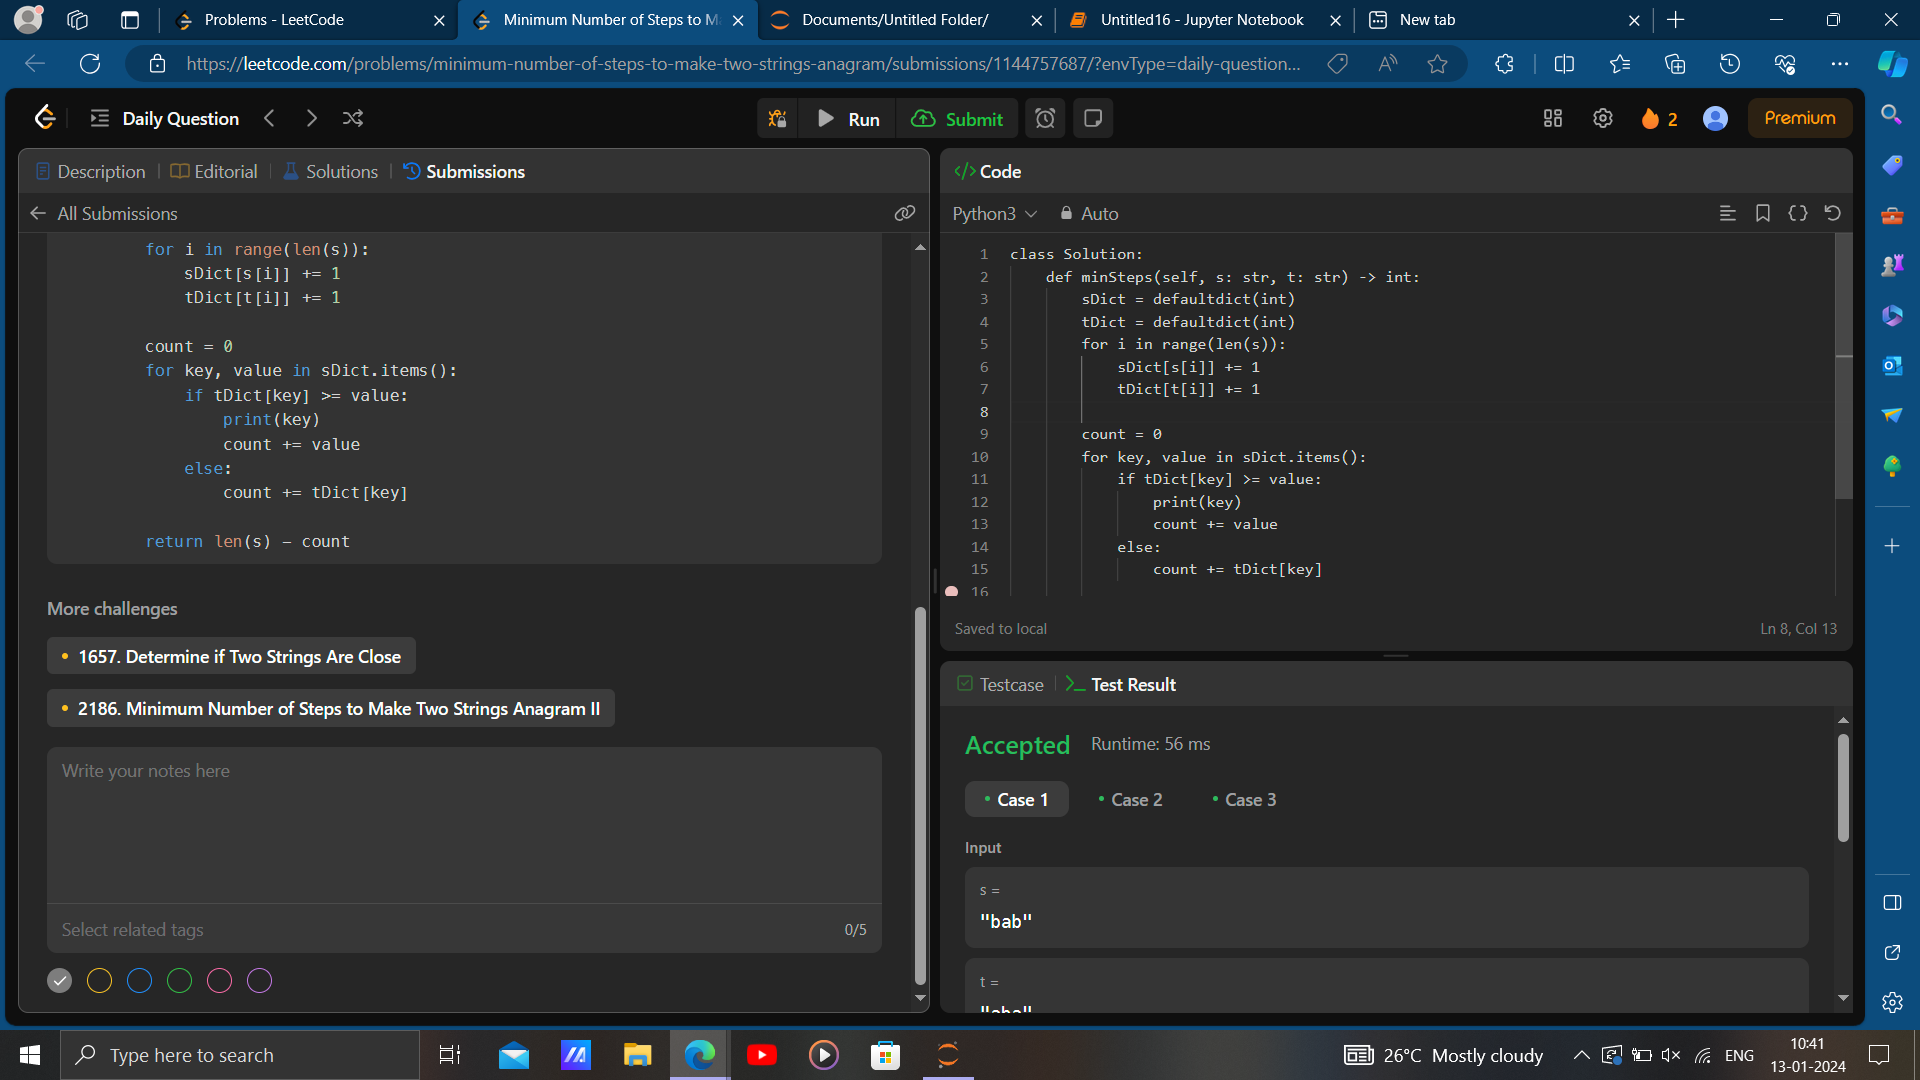 Problems - LeetCode
Minimum Number of Steps to M
Documents/Untitled Folder/
Untitled16 - Jupyter Notebook
New tab
https://leetcode.com/problems/minimum-number-of-steps-to-make-two-strings-anagram/submissions/1144757687/?envType=daily-question...
Daily Question
Run
Submit
2
Premium
Description
Editorial
Solutions
Submissions
All Submissions
for i in range(len(s)):
sDict[s[i]] += 1
tDict[t[i]] += 1
count = 0
for key, value in sDict.items():
if tDict[key] >= value:
print(key)
count += value
else:
count += tDict[key]
return len(s) - count
More challenges
1657. Determine if Two Strings Are Close
2186. Minimum Number of Steps to Make Two Strings Anagram II
Write your notes here
Select related tags
0/5
</> Code
Python3
Auto
1 class Solution:
2 def minSteps(self, s: str, t: str) -> int:
3 sDict = defaultdict(int)
4 tDict = defaultdict(int)
5 for i in range(len(s)):
6 sDict[s[i]] += 1
7 tDict[t[i]] += 1
8
9 count = 0
10 for key, value in sDict.items():
11 if tDict[key] >= value:
12 print(key)
13 count += value
14 else:
15 count += tDict[key]
16
Saved to local
Ln 8, Col 13
Testcase
Test Result
Accepted
Runtime: 56 ms
Case 1
Case 2
Case 3
Input
s =
"bab"
t =
Type here to search
26°C Mostly cloudy
ENG
10:41
13-01-2024